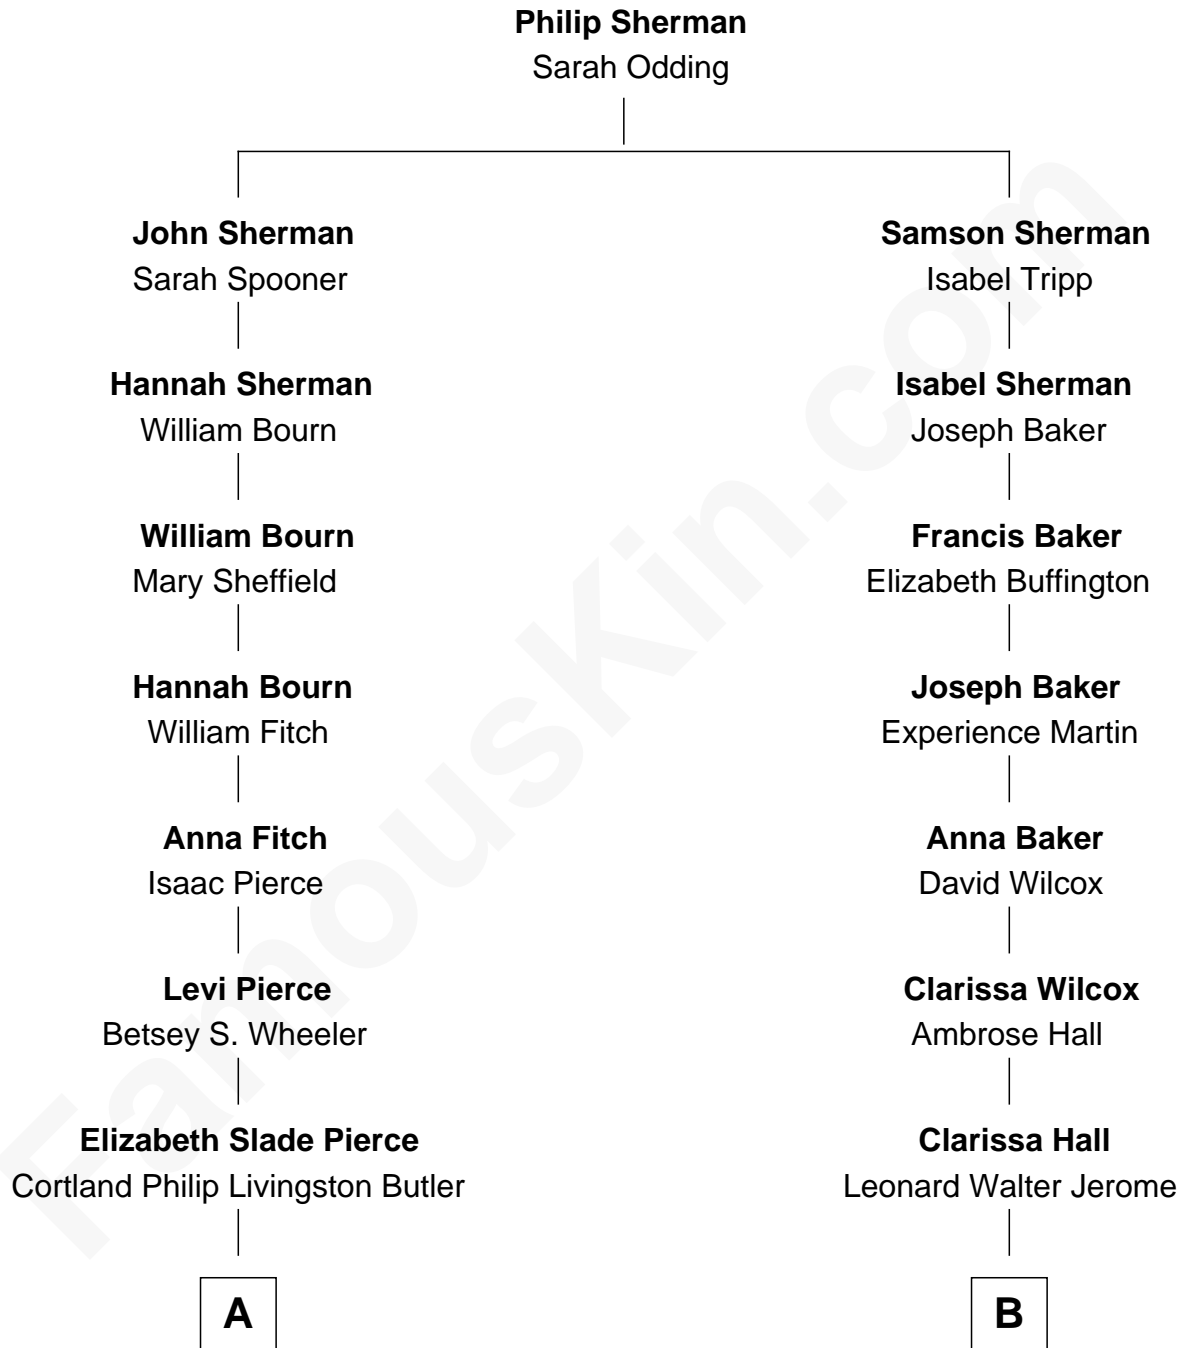 Philip Sherman
Sarah Odding
John Sherman
Sarah Spooner
Hannah Sherman
William Bourn
William Bourn
Mary Sheffield
Hannah Bourn
William Fitch
Anna Fitch
Isaac Pierce
Levi Pierce
Betsey S. Wheeler
Elizabeth Slade Pierce
Cortland Philip Livingston Butler
A
Samson Sherman
Isabel Tripp
Isabel Sherman
Joseph Baker
Francis Baker
Elizabeth Buffington
Joseph Baker
Experience Martin
Anna Baker
David Wilcox
Clarissa Wilcox
Ambrose Hall
Clarissa Hall
Leonard Walter Jerome
B
FamousKin.com